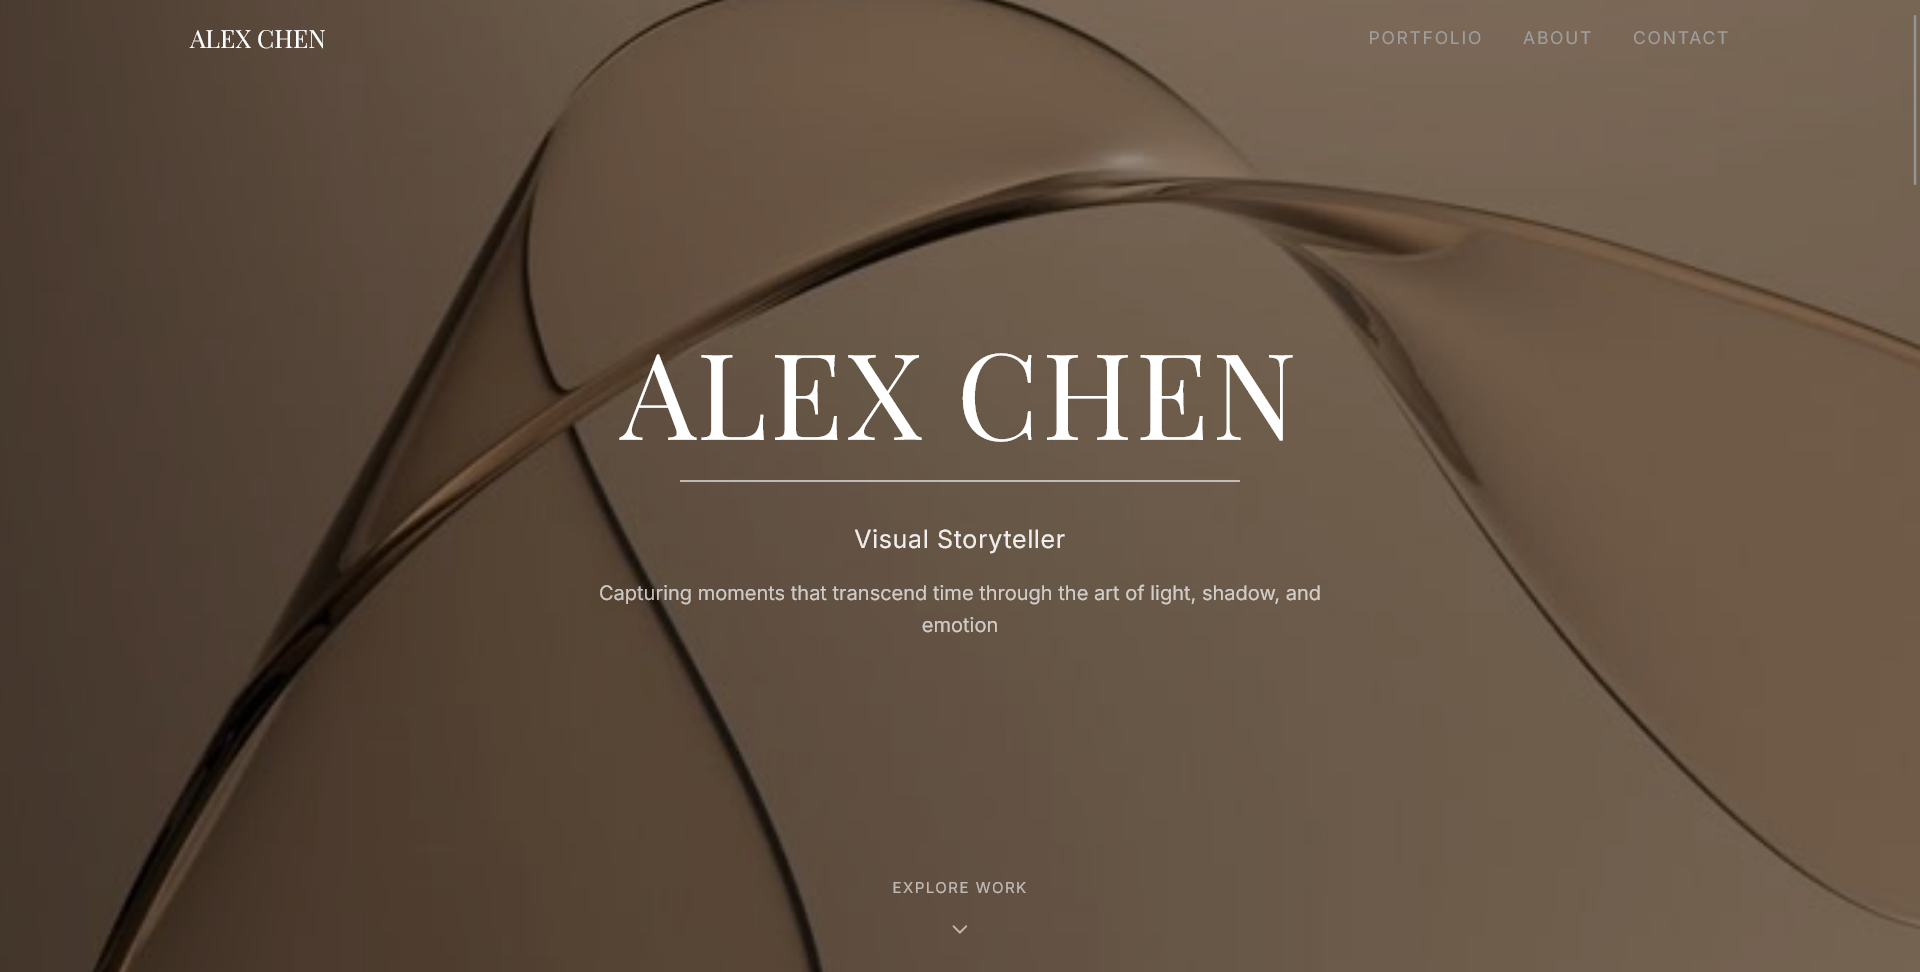 ALEX CHEN
PORTFOLIO ABOUT CONTACT
ALEX CHEN
Visual Storyteller
Capturing moments that transcend time through the art of light, shadow, and
emotion
EXPLORE WORK